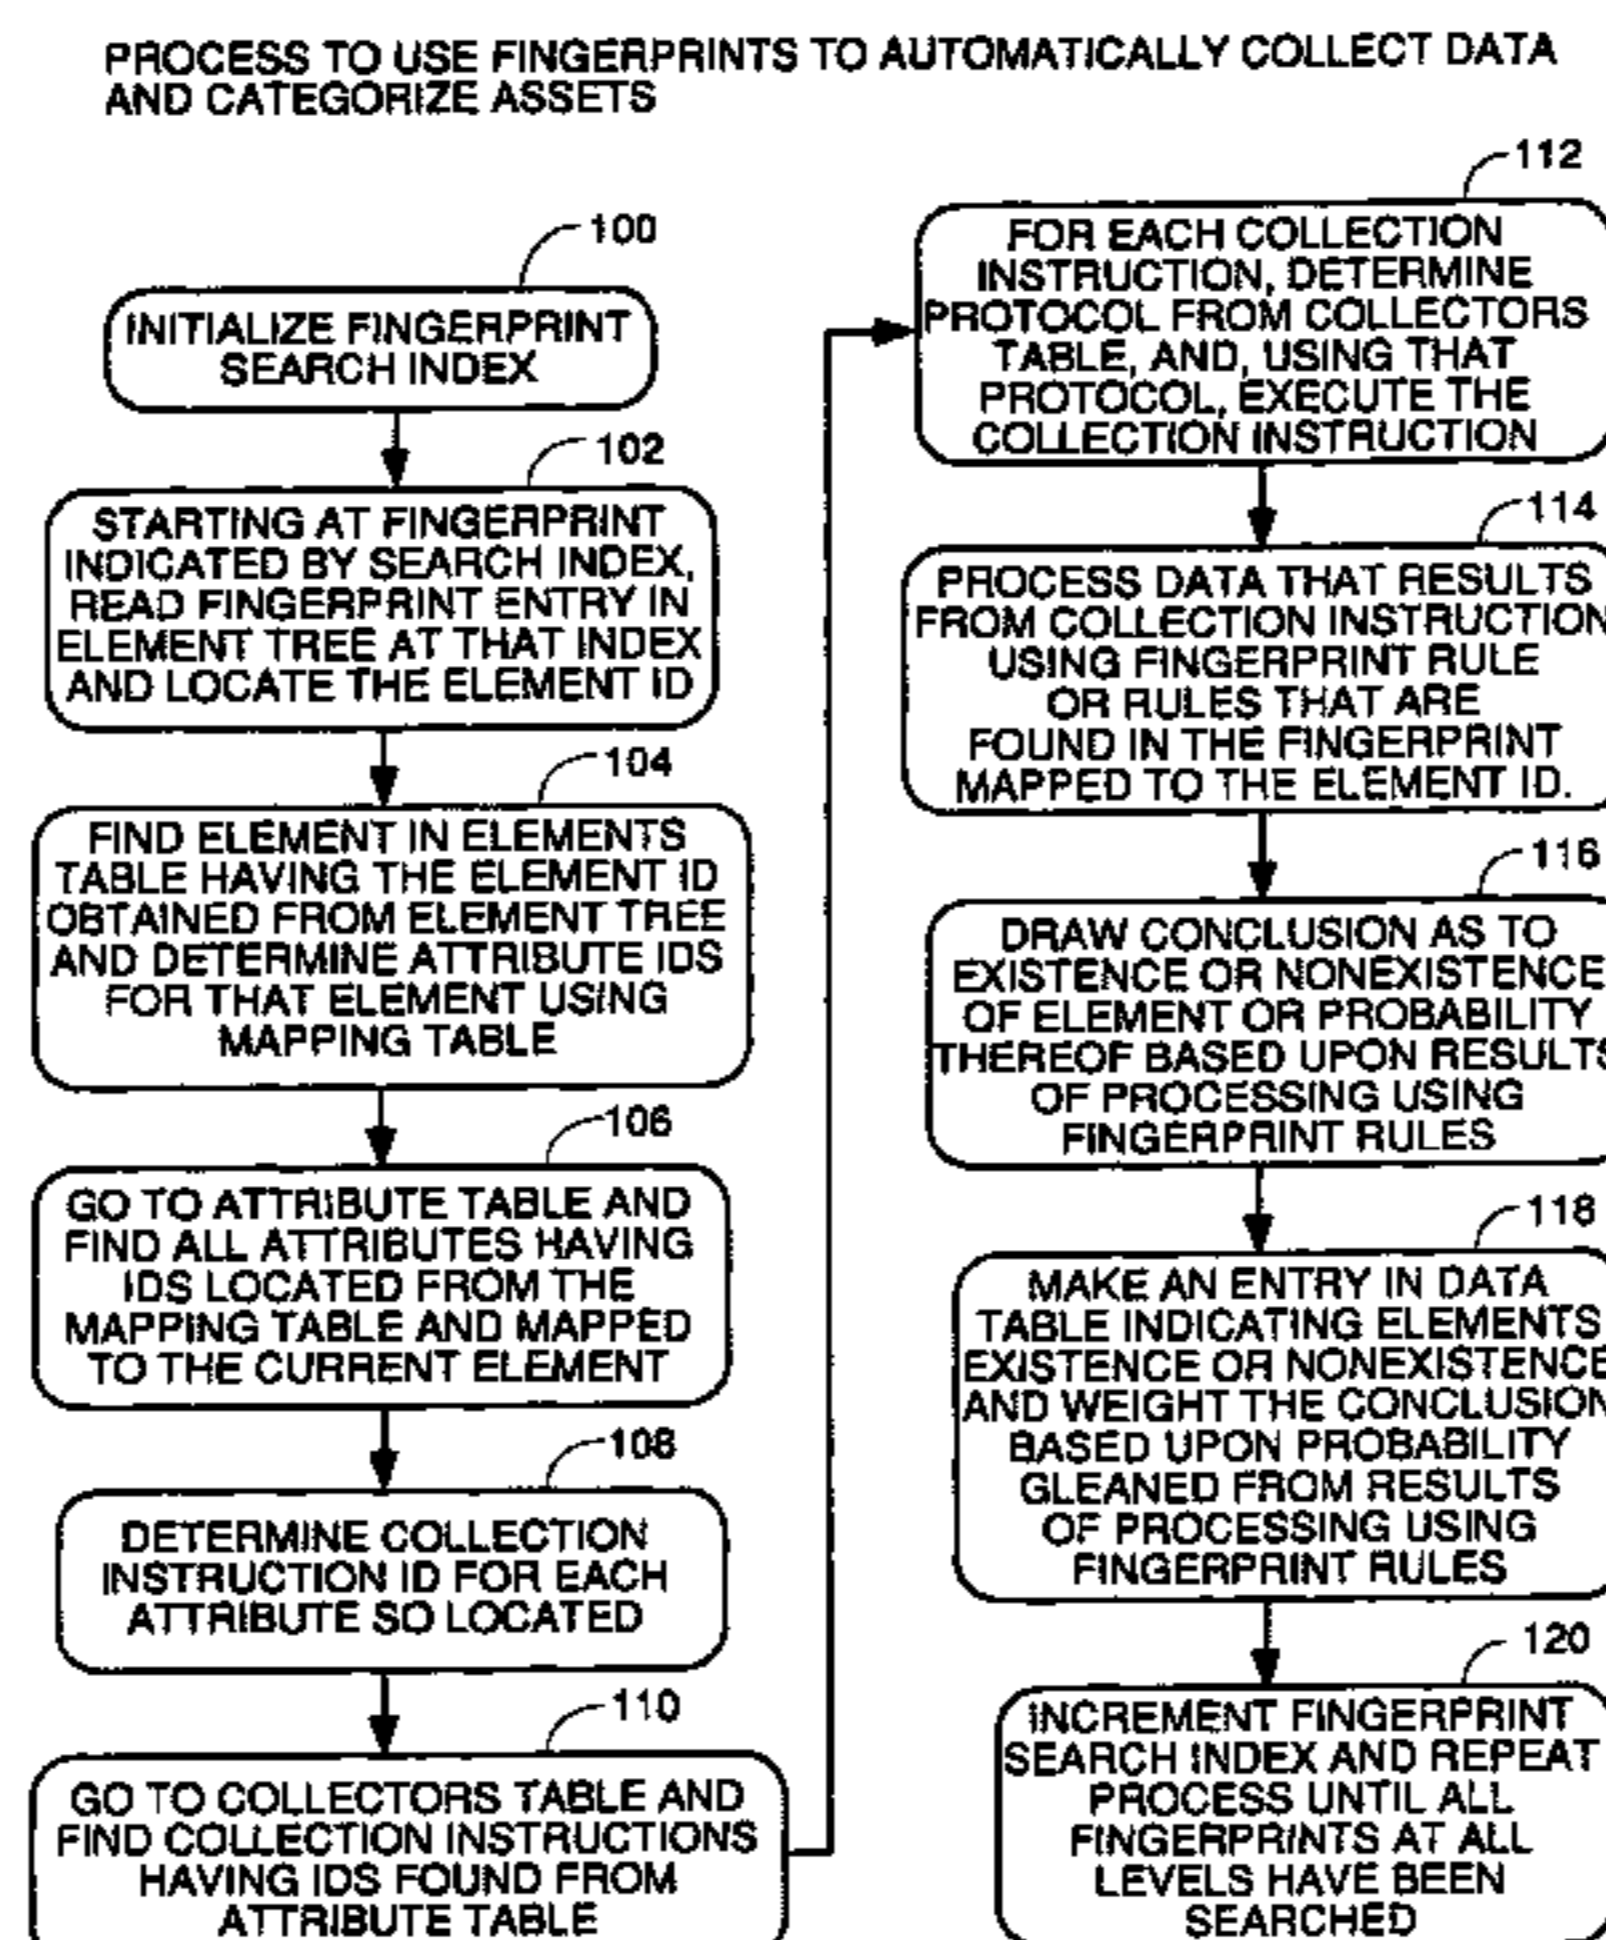 PROCESS TO USE FINGERPRINTS TO AUTOMATICALLY COLLECT DATA
AND CATEGORIZE ASSETS
100
INITIALIZE FINGERPRINT
SEARCH INDEX
102
STARTING AT FINGERPRINT
INDICATED BY SEARCH INDEX,
READ FINGERPRINT ENTRY IN
ELEMENT TREE AT THAT INDEX
AND LOCATE THE ELEMENT ID
104
FIND ELEMENT IN ELEMENTS
TABLE HAVING THE ELEMENT ID
OBTAINED FROM ELEMENT TREE
AND DETERMINE ATTRIBUTE IDS
FOR THAT ELEMENT USING
MAPPING TABLE
106
GO TO ATTRIBUTE TABLE AND
FIND ALL ATTRIBUTES HAVING
IDS LOCATED FROM THE
MAPPING TABLE AND MAPPED
TO THE CURRENT ELEMENT
108
DETERMINE COLLECTION
INSTRUCTION ID FOR EACH
ATTRIBUTE SO LOCATED
110
GO TO COLLECTORS TABLE AND
FIND COLLECTION INSTRUCTIONS
HAVING IDS FOUND FROM
ATTRIBUTE TABLE
112
FOR EACH COLLECTION
INSTRUCTION, DETERMINE
PROTOCOL FROM COLLECTORS
TABLE, AND, USING THAT
PROTOCOL, EXECUTE THE
COLLECTION INSTRUCTION
114
PROCESS DATA THAT RESULTS
FROM COLLECTION INSTRUCTION
USING FINGERPRINT RULE
OR RULES THAT ARE
FOUND IN THE FINGERPRINT
MAPPED TO THE ELEMENT ID.
116
DRAW CONCLUSION AS TO
EXISTENCE OR NONEXISTENCE
OF ELEMENT OR PROBABILITY
THEREOF BASED UPON RESULTS
OF PROCESSING USING
FINGERPRINT RULES
118
MAKE AN ENTRY IN DATA
TABLE INDICATING ELEMENTS
EXISTENCE OR NONEXISTENCE
AND WEIGHT THE CONCLUSION
BASED UPON PROBABILITY
GLEANED FROM RESULTS
OF PROCESSING USING
FINGERPRINT RULES
120
INCREMENT FINGERPRINT
SEARCH INDEX AND REPEAT
PROCESS UNTIL ALL
FINGERPRINTS AT ALL
LEVELS HAVE BEEN
SEARCHED